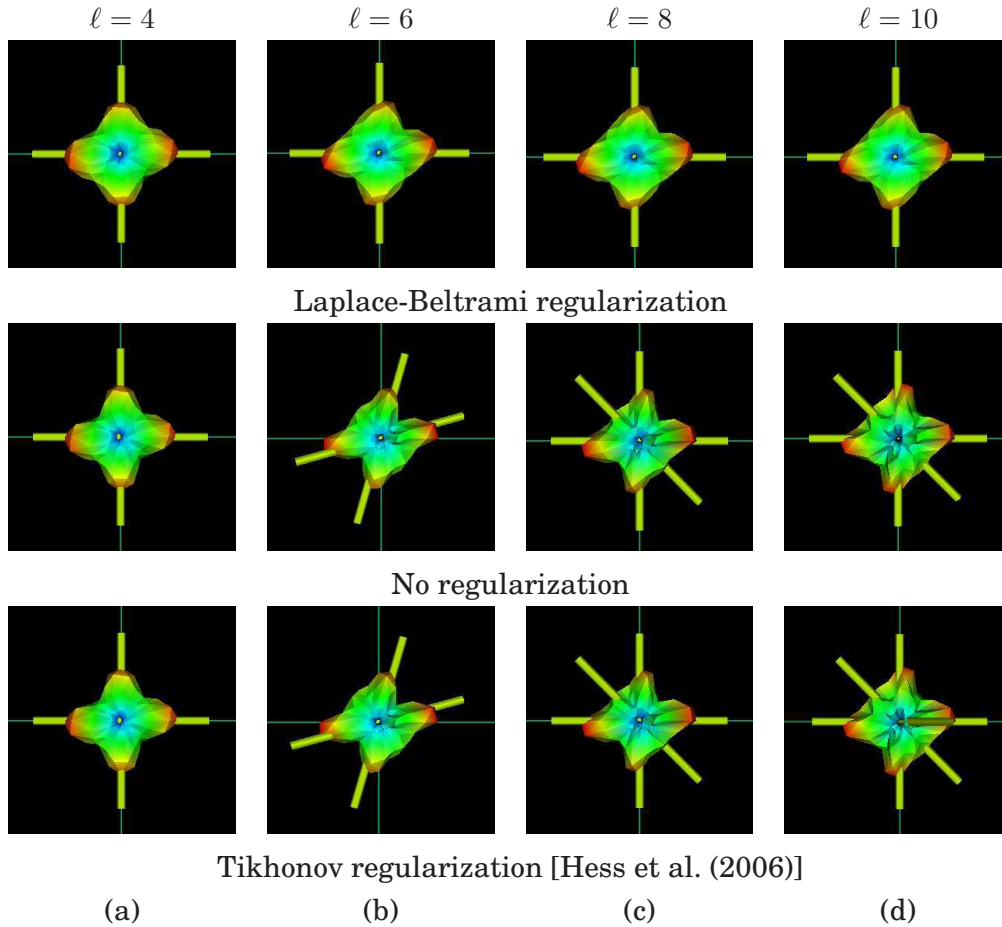 ℓ = 4 ℓ = 6 ℓ = 8 ℓ = 10
Laplace-Beltrami regularization
No regularization
Tikhonov regularization [Hess et al. (2006)]
(a) (b) (c) (d)